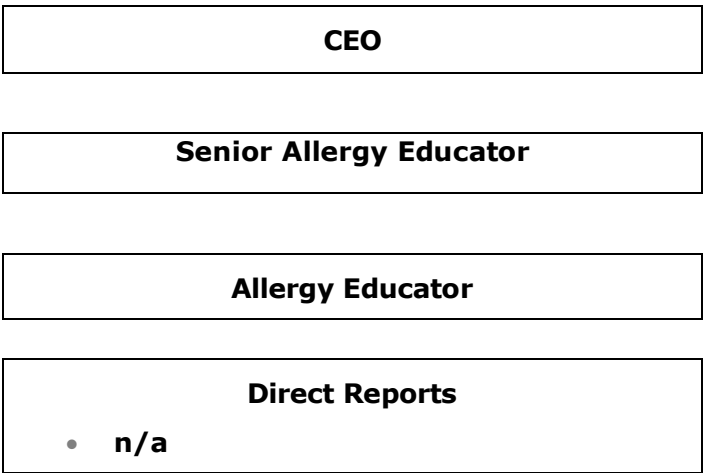 CEO
Senior Allergy Educator
Allergy Educator
Direct Reports
• n/a